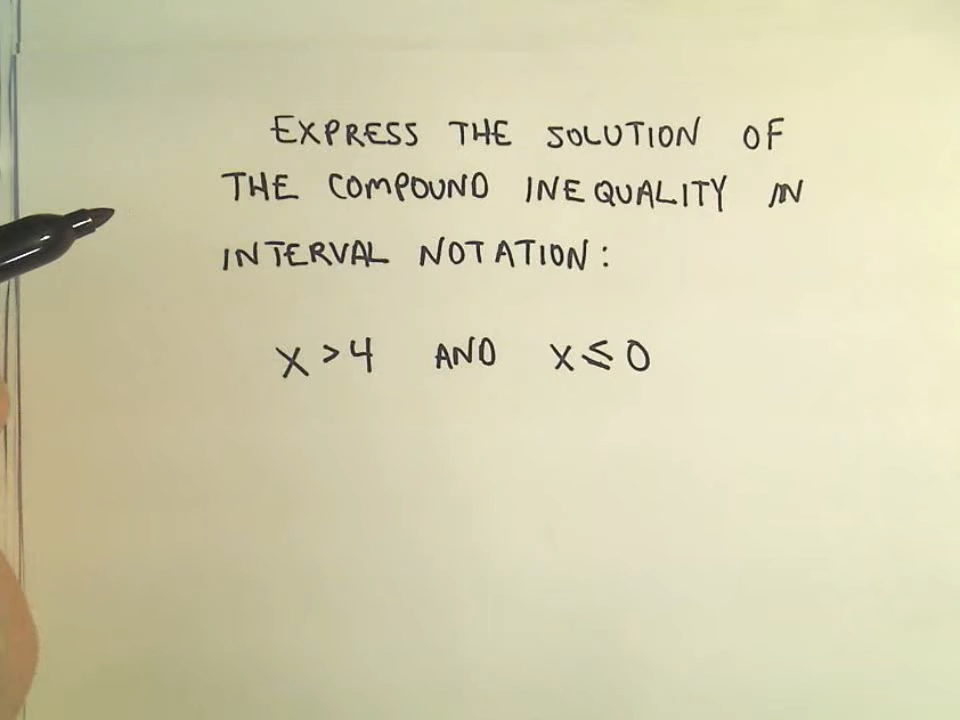 EXPRESS THE SOLUTION OF
THE COMPOUND INEQUALITY IN
INTERVAL NOTATION:
X > 4 AND X ≤ 0